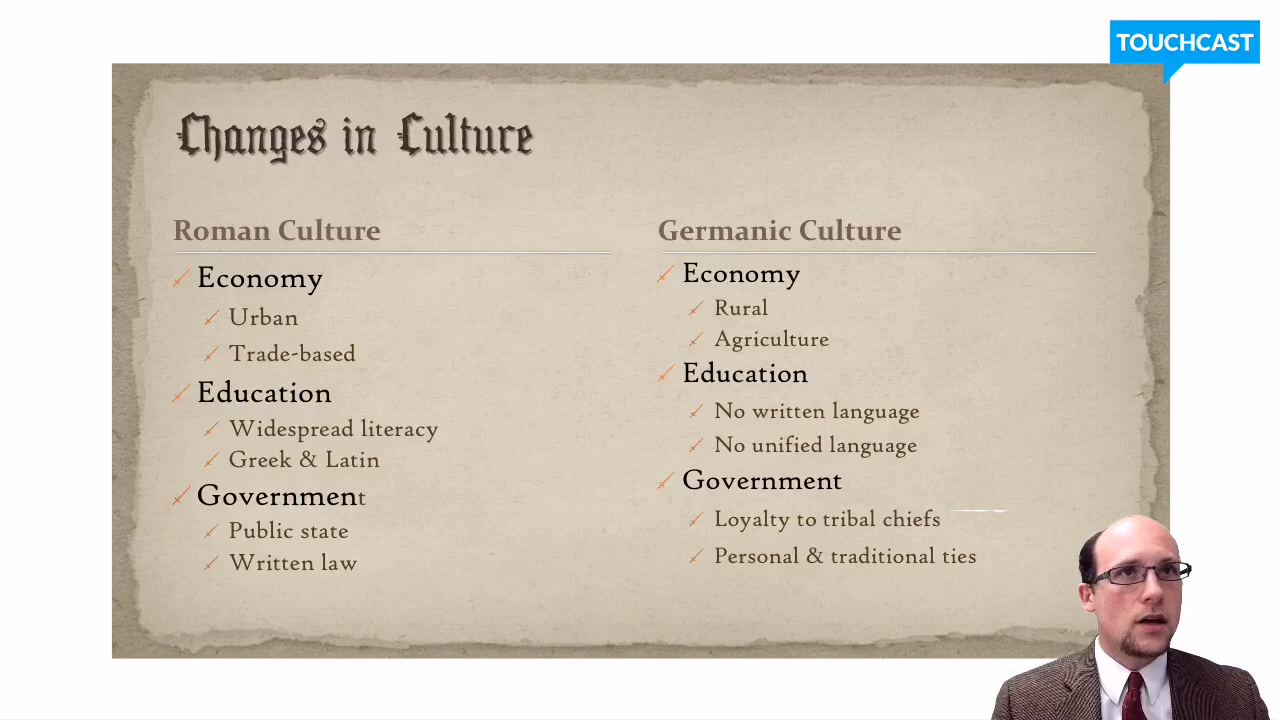 TOUCHCAST
Changes in Culture
Roman Culture
Economy
Urban
Trade-based
Education
Widespread literacy
Greek & Latin
Government
Public state
Written law
Germanic Culture
Economy
Rural
Agriculture
Education
No written language
No unified language
Government
Loyalty to tribal chiefs
Personal & traditional ties